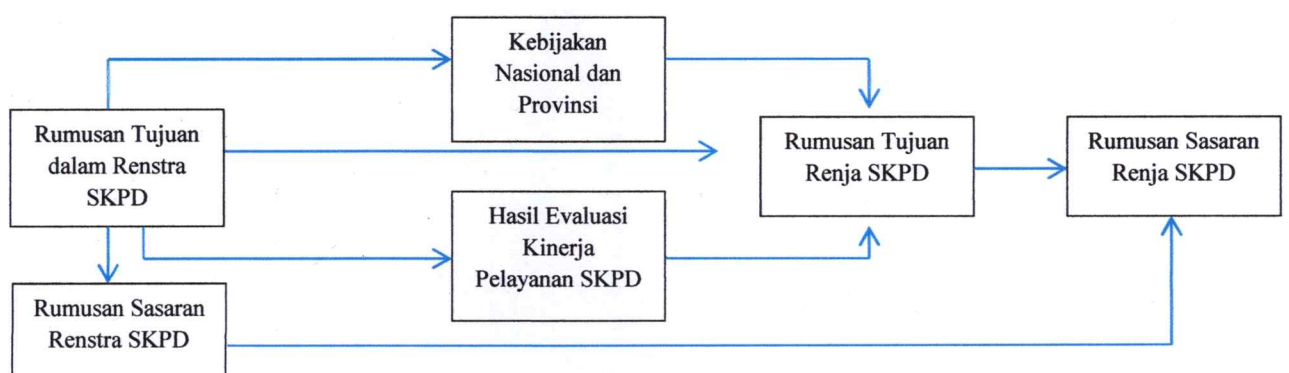 Kebijakan
Nasional dan
Provinsi
Rumusan Tujuan
dalam Renstra
SKPD
Rumusan Tujuan
Renja SKPD
Rumusan Sasaran
Renja SKPD
Hasil Evaluasi
Kinerja
Pelayanan SKPD
Rumusan Sasaran
Renstra SKPD